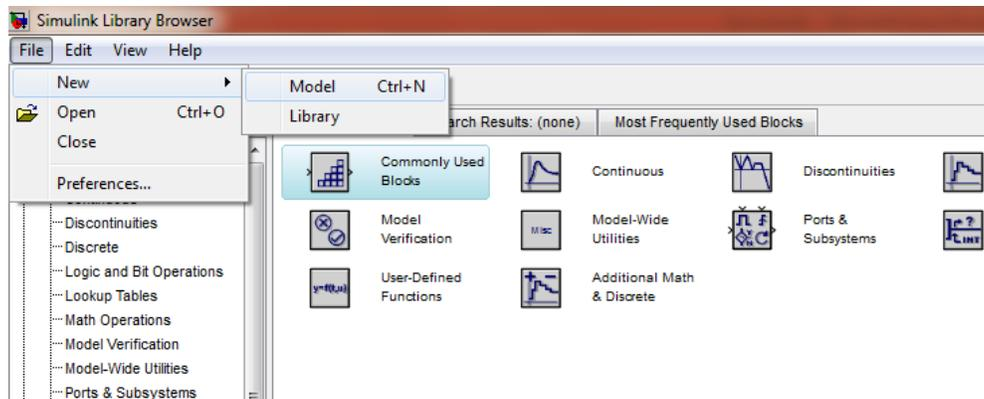 Simulink Library Browser
File Edit View Help
New
Model Ctrl+N
Open Ctrl+O
Library
Close
Preferences...
Search Results: (none)
Most Frequently Used Blocks
Discontinuities
Discrete
Logic and Bit Operations
Lookup Tables
Math Operations
Model Verification
Model-Wide Utilities
Ports & Subsystems
Commonly Used
Blocks
Continuous
Discontinuities
Model
Verification
Misc
Model-Wide
Utilities
Ports &
Subsystems
?
INT
y=f(t,u)
User-Defined
Functions
Additional Math
& Discrete